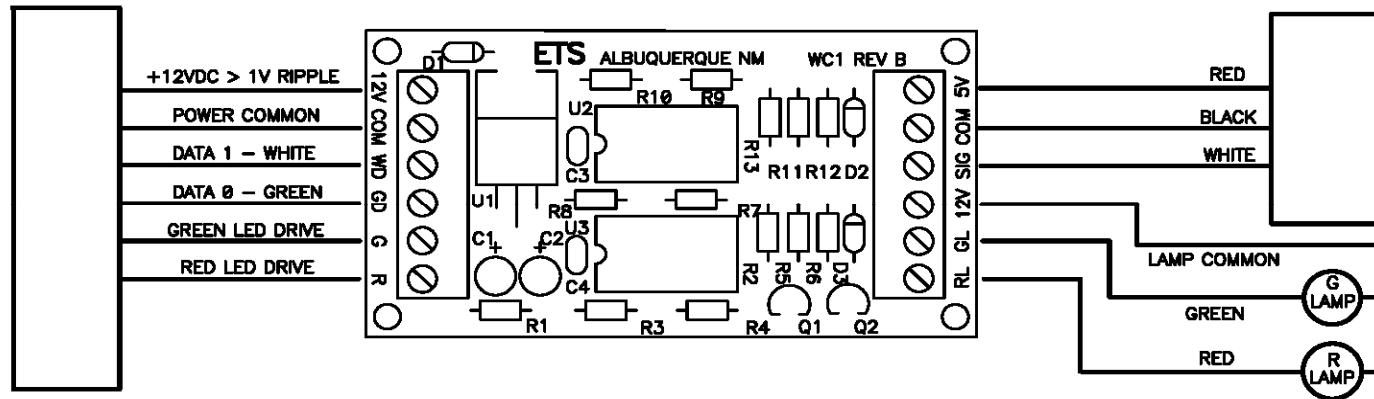 +12VDC > 1V RIPPLE
POWER COMMON
DATA 1 – WHITE
DATA 0 – GREEN
GREEN LED DRIVE
RED LED DRIVE
12V
COM
WD
GD
G
R
D1
ETS
ALBUQUERQUE NM
WC1 REV B
R10
R9
U2
C3
R13
R11
R12
D2
U1
R8
R7
U3
C1
C2
C4
R2
R5
R6
D3
R1
R3
R4
Q1
Q2
5V
COM
SIG
12V
GL
RL
RED
BLACK
WHITE
LAMP COMMON
G
LAMP
GREEN
RED
R
LAMP